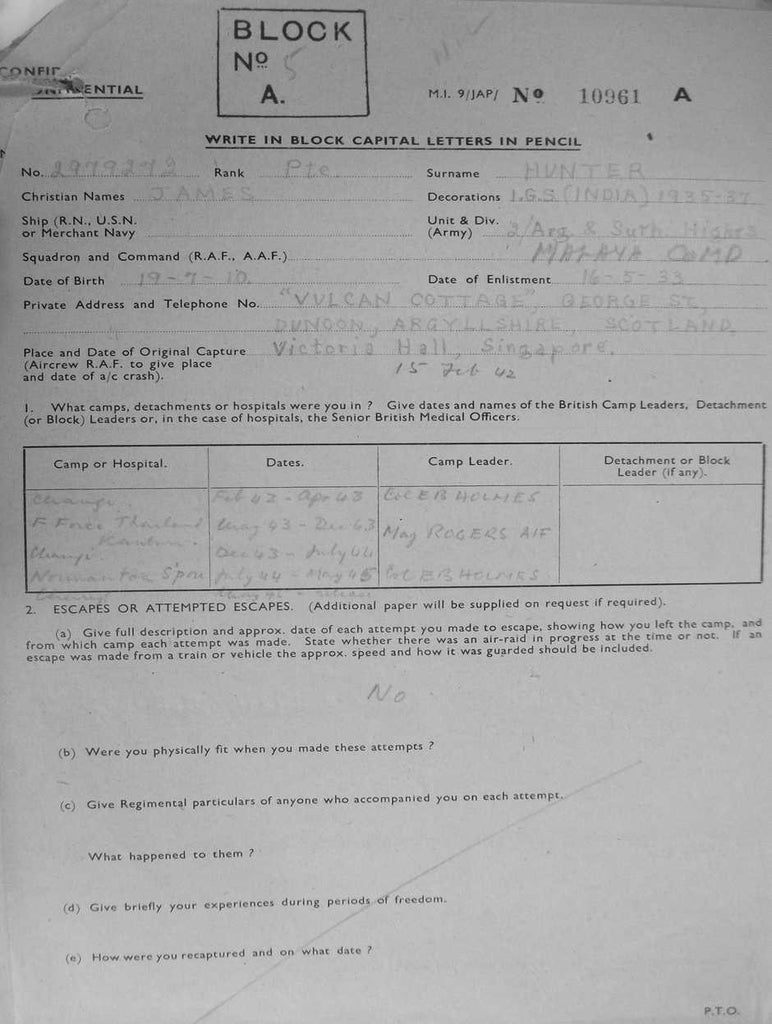 BLOCK
No 5
A.
CONFIDENTIAL
M.I. 9/JAP/ No 10961 A
WRITE IN BLOCK CAPITAL LETTERS IN PENCIL
No. 2979272 Rank Pte Surname HUNTER
Christian Names JAMES Decorations I.G.S (INDIA) 1935-37
Ship (R.N., U.S.N. or Merchant Navy
Unit & Div. (Army) 2/Arg & Suth Highrs
MALAYA COMD
Squadron and Command (R.A.F., A.A.F.)
Date of Birth 19-7-10 Date of Enlistment 16-5-33
Private Address and Telephone No. "VULCAN COTTAGE", GEORGE ST,
DUNOON, ARGYLLSHIRE, SCOTLAND.
Place and Date of Original Capture Victoria Hall, Singapore.
(Aircrew R.A.F. to give place 15 Feb 42
and date of a/c crash).
1. What camps, detachments or hospitals were you in ? Give dates and names of the British Camp Leaders, Detachment
(or Block) Leaders or, in the case of hospitals, the Senior British Medical Officers.
Camp or Hospital. Dates. Camp Leader. Detachment or Block Leader (if any).
Changi. Feb 43 - Apr 43 Col EB HOLMES
F Force Thailand May 43 - Dec 43 Maj ROGERS AIF
Changi. Dec 43 - July 44
Normanton S'pore July 44 - May 45 Col EB HOLMES
2. ESCAPES OR ATTEMPTED ESCAPES. (Additional paper will be supplied on request if required).
(a) Give full description and approx. date of each attempt you made to escape, showing how you left the camp, and
from which camp each attempt was made. State whether there was an air-raid in progress at the time or not. If an
escape was made from a train or vehicle the approx. speed and how it was guarded should be included.
No
(b) Were you physically fit when you made these attempts ?
(c) Give Regimental particulars of anyone who accompanied you on each attempt.
What happened to them ?
(d) Give briefly your experiences during periods of freedom.
(e) How were you recaptured and on what date ?
P.T.O.